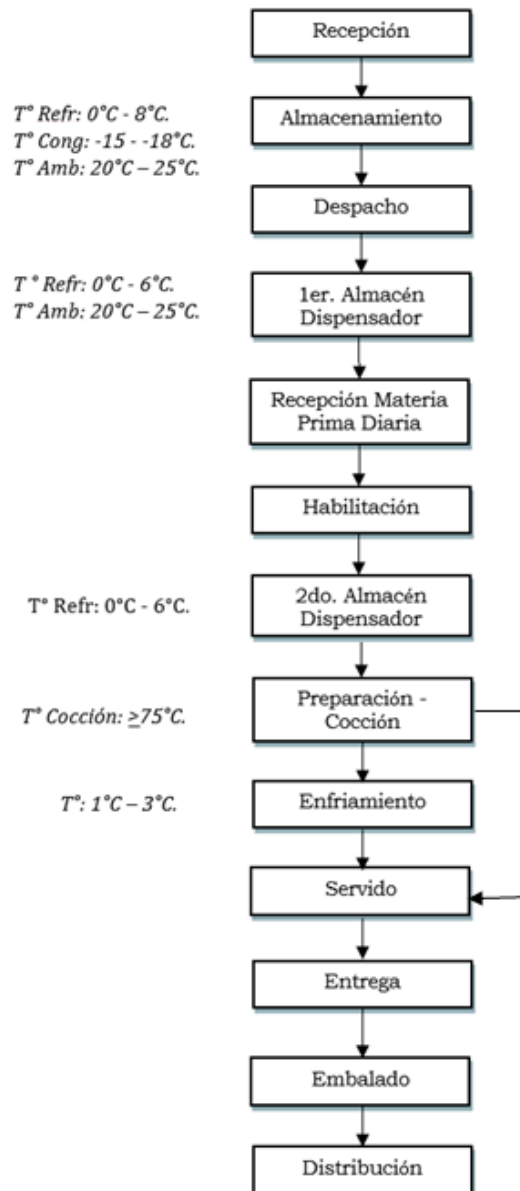 Recepción
T° Refr: 0°C - 8°C.
T° Cong: -15 - -18°C.
T° Amb: 20°C – 25°C.
Almacenamiento
Despacho
T ° Refr: 0°C - 6°C.
T° Amb: 20°C – 25°C.
1er. Almacén
Dispensador
Recepción Materia
Prima Diaria
Habilitación
T° Refr: 0°C - 6°C.
2do. Almacén
Dispensador
T° Cocción: ≥75°C.
Preparación -
Cocción
T°: 1°C – 3°C.
Enfriamiento
Servido
Entrega
Embalado
Distribución